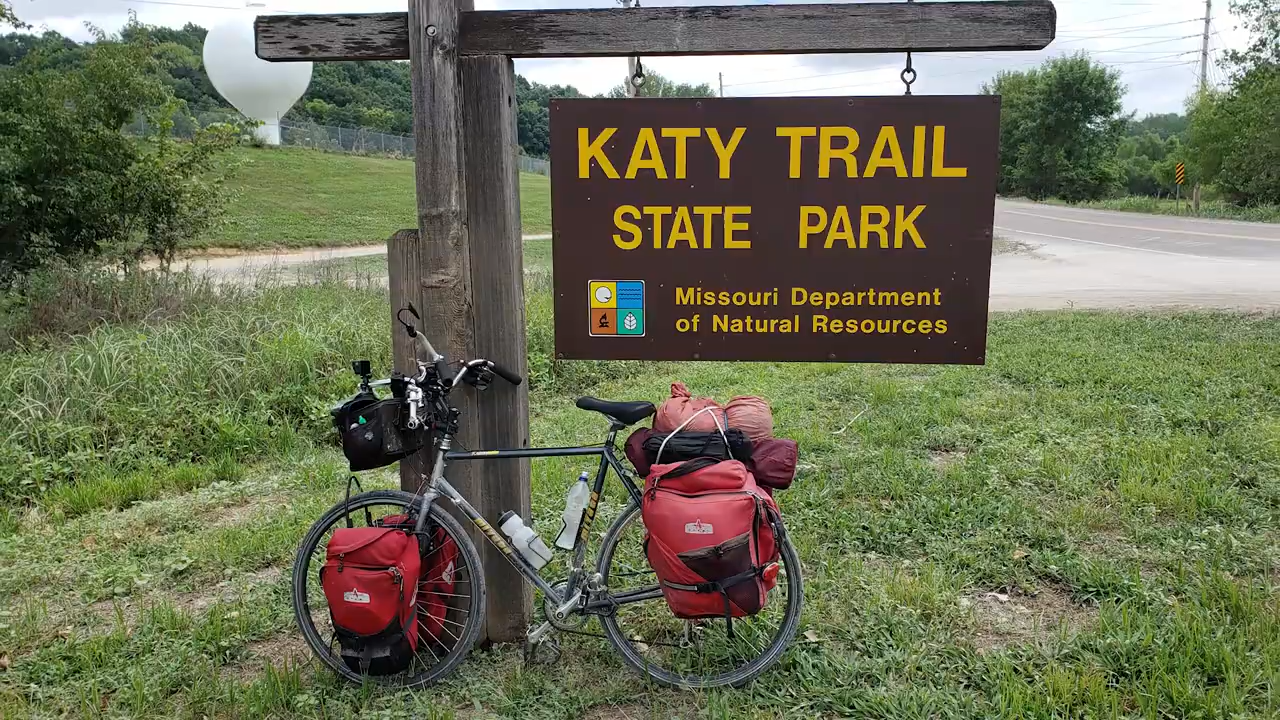 KATY TRAIL
STATE PARK
Missouri Department
of Natural Resources